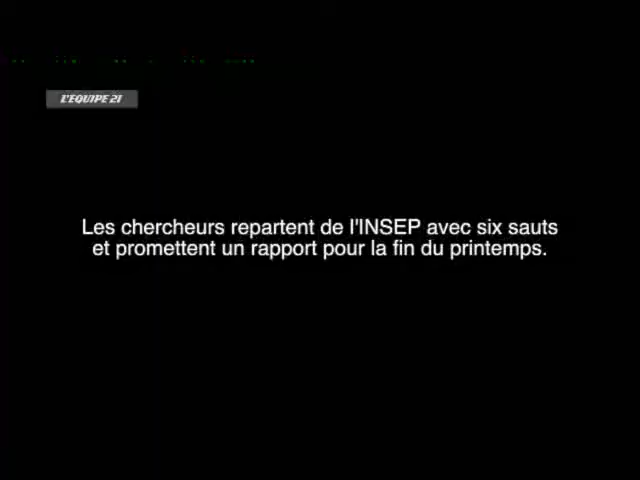 L'EQUIPE 21
Les chercheurs repartent de l'INSEP avec six sauts
et promettent un rapport pour la fin du printemps.